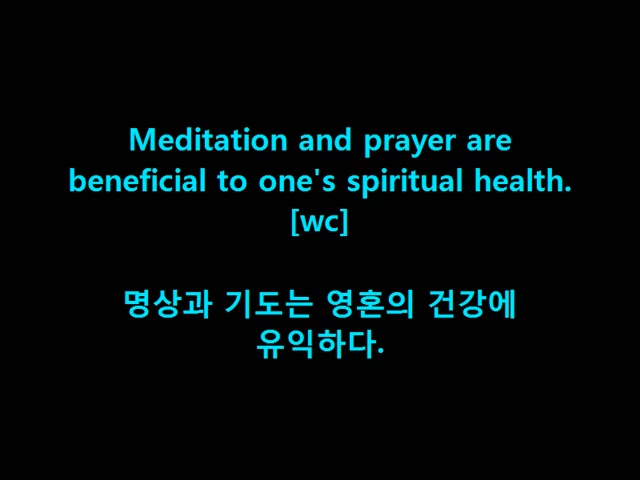 Meditation and prayer are
beneficial to one's spiritual health.
[wc]
명상과 기도는 영혼의 건강에
유익하다.